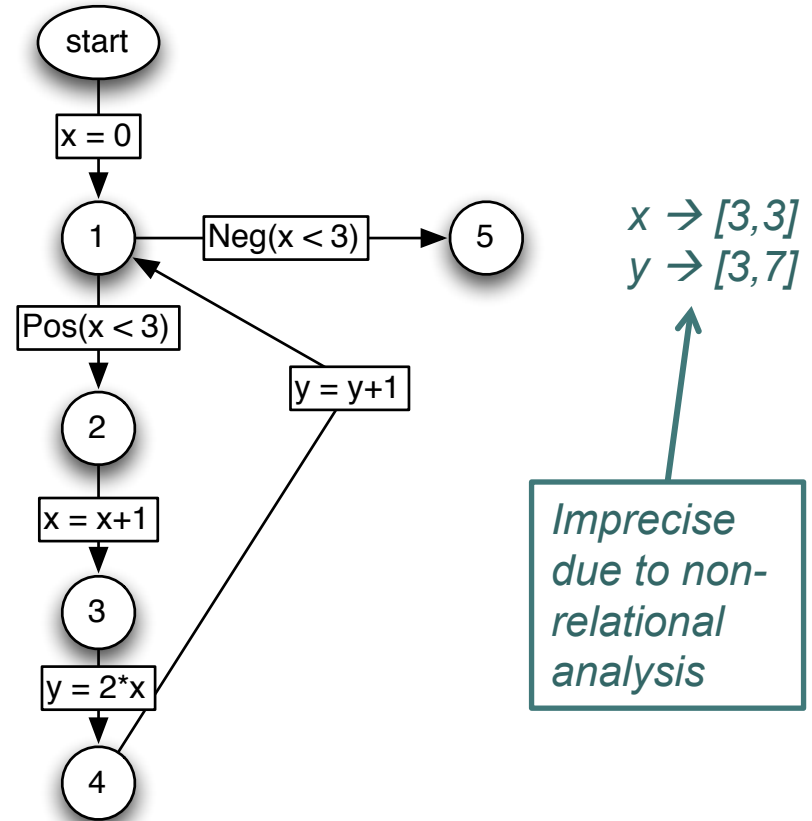 start
x = 0
1
Neg(x < 3)
5
x → [3,3]
y → [3,7]
Pos(x < 3)
y = y+1
2
x = x+1
Imprecise
due to non-
relational
analysis
3
y = 2*x
4